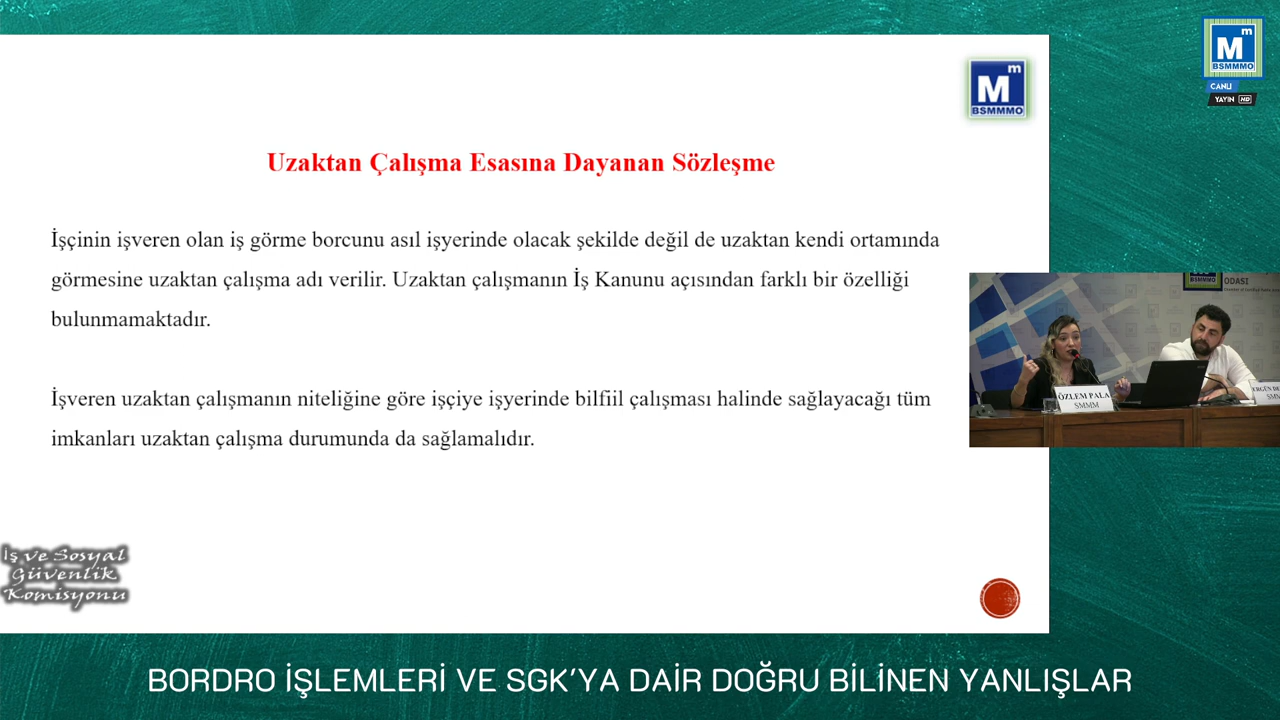 M m
BSMMMO
CANLI
YAYIN HD
M m
BSMMMO
Uzaktan Çalışma Esasına Dayanan Sözleşme
İşçinin işveren olan iş görme borcunu asıl işyerinde olacak şekilde değil de uzaktan kendi ortamında
görmesine uzaktan çalışma adı verilir. Uzaktan çalışmanın İş Kanunu açısından farklı bir özelliği
bulunmamaktadır.
İşveren uzaktan çalışmanın niteliğine göre işçiye işyerinde bilfiil çalışması halinde sağlayacağı tüm
imkanları uzaktan çalışma durumunda da sağlamalıdır.
BSMMMO
ODASI
ÖZLEM PALA
SMMM
ERGÜN
İş ve Sosyal
Güvenlik
Komisyonu
BORDRO İŞLEMLERİ VE SGK'YA DAİR DOĞRU BİLİNEN YANLIŞLAR